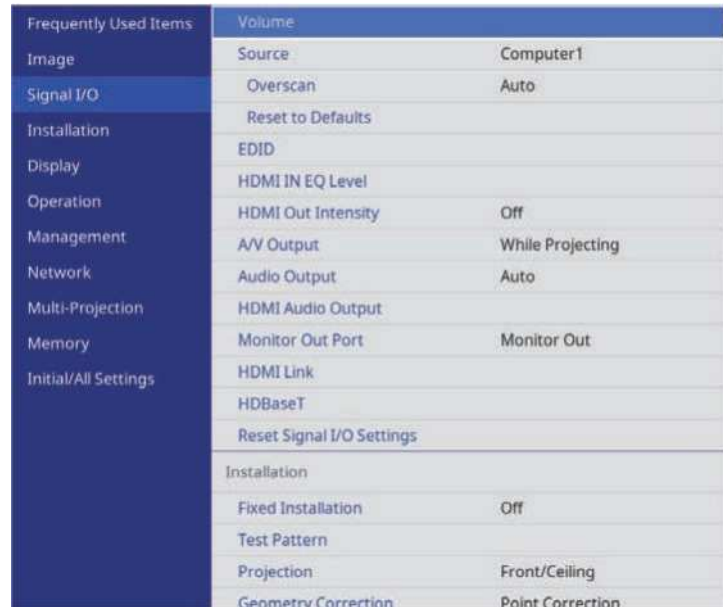 Frequently Used Items
Image
Signal I/O
Installation
Display
Operation
Management
Network
Multi-Projection
Memory
Initial/All Settings
Volume
Source Computer1
Overscan Auto
Reset to Defaults
EDID
HDMI IN EQ Level
HDMI Out Intensity Off
A/V Output While Projecting
Audio Output Auto
HDMI Audio Output
Monitor Out Port Monitor Out
HDMI Link
HDBaseT
Reset Signal I/O Settings
Installation
Fixed Installation Off
Test Pattern
Projection Front/Ceiling
Geometry Correction Point Correction